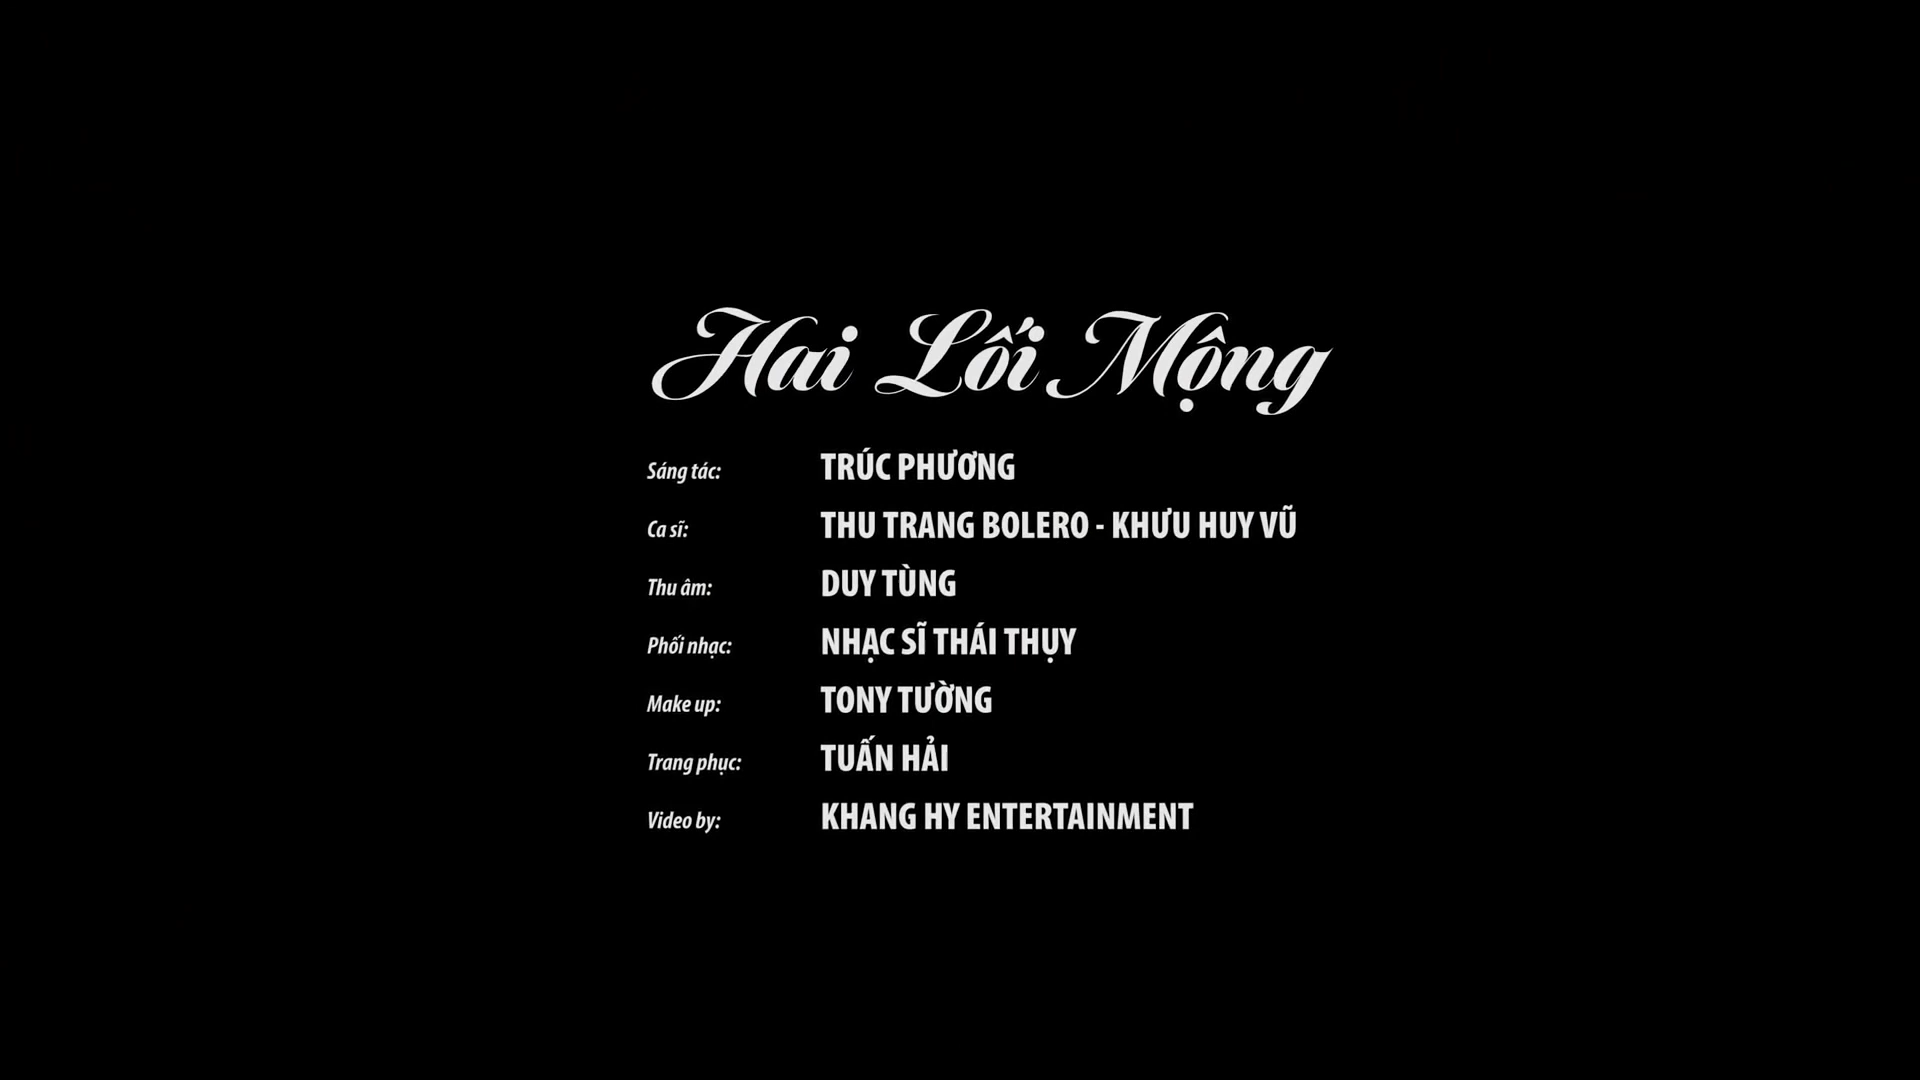 Hai Lối Mộng
Sáng tác: TRÚC PHƯƠNG
Ca sĩ: THU TRANG BOLERO - KHƯU HUY VŨ
Thu âm: DUY TÙNG
Phối nhạc: NHẠC SĨ THÁI THỤY
Make up: TONY TƯỜNG
Trang phục: TUẤN HẢI
Video by: KHANG HY ENTERTAINMENT